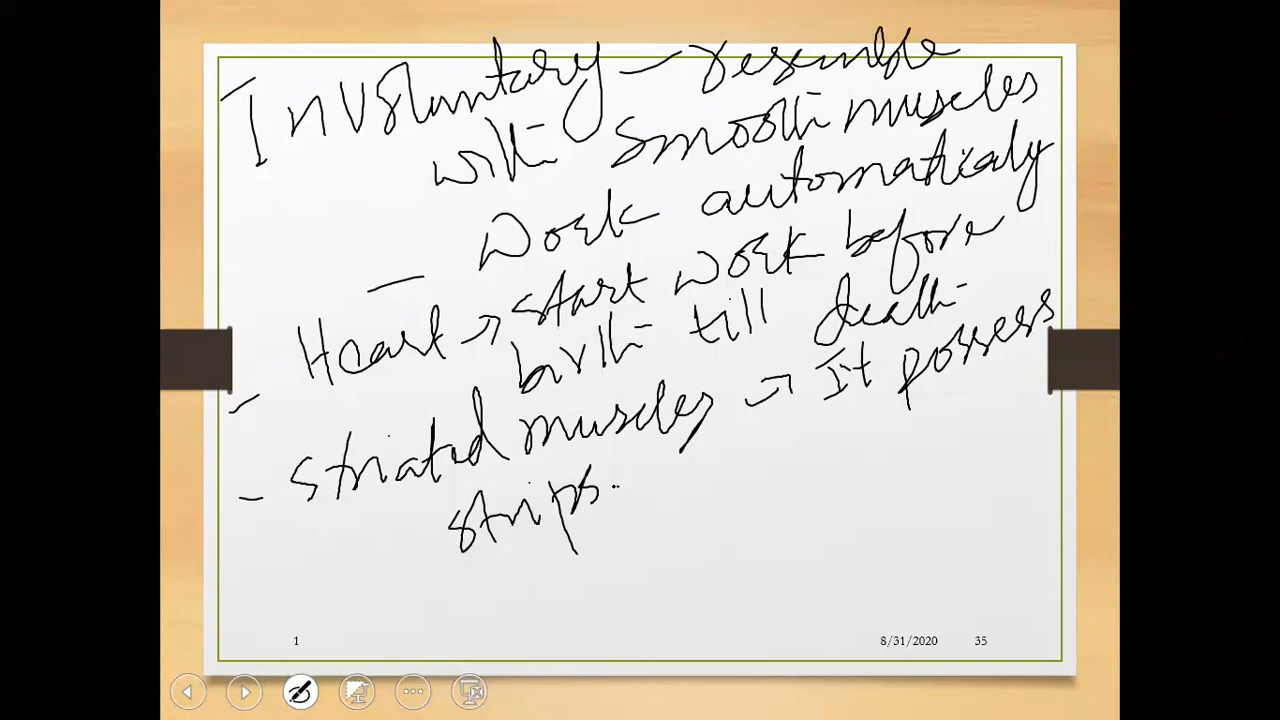 Involuntary – resemble
with smooth muscles
– Work automaticaly
Heart → start work before
birth till death
– striated muscles → It possess
– strips.
1 8/31/2020 35